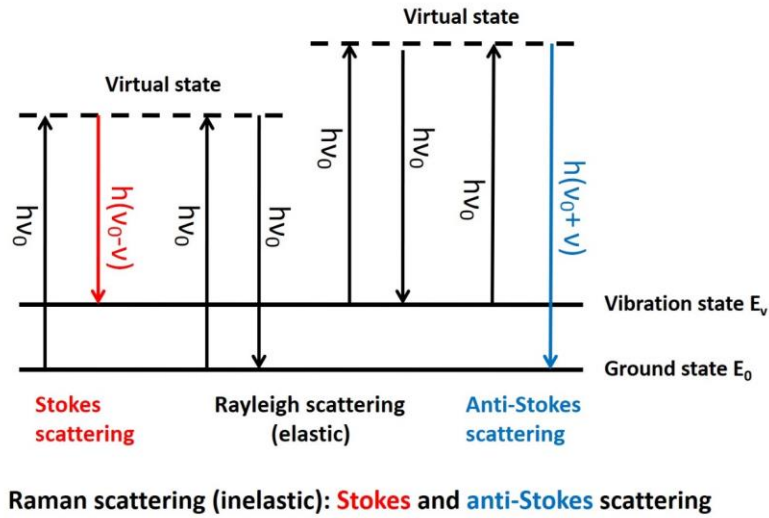 Virtual state
Virtual state
hν₀
h(ν₀-ν)
hν₀
hν₀
hν₀
hν₀
hν₀
h(ν₀+ ν)
Vibration state Eᵥ
Ground state E₀
Stokes
scattering
Rayleigh scattering
(elastic)
Anti-Stokes
scattering
Raman scattering (inelastic): Stokes and anti-Stokes scattering